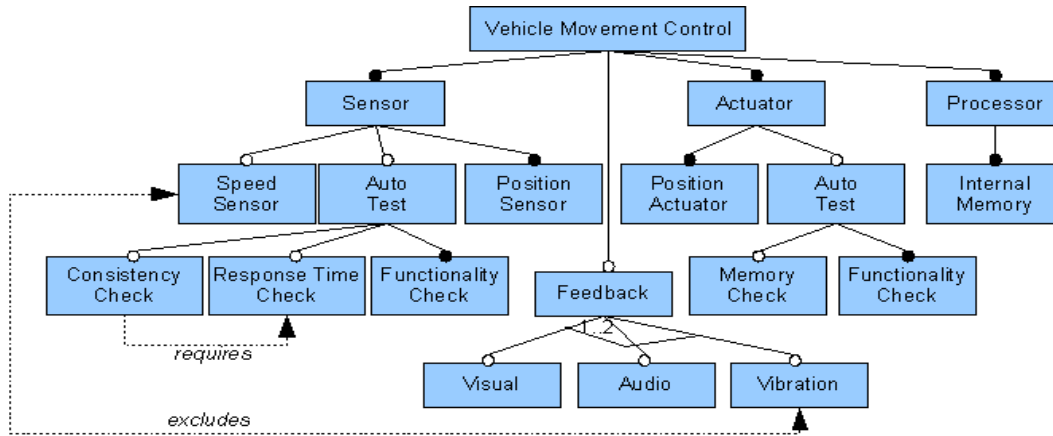 Vehicle Movement Control
Sensor
Actuator
Processor
Speed
Sensor
Auto
Test
Position
Sensor
Position
Actuator
Auto
Test
Internal
Memory
Consistency
Check
Response Time
Check
Functionality
Check
Feedback
Memory
Check
Functionality
Check
1..2
requires
Visual
Audio
Vibration
excludes